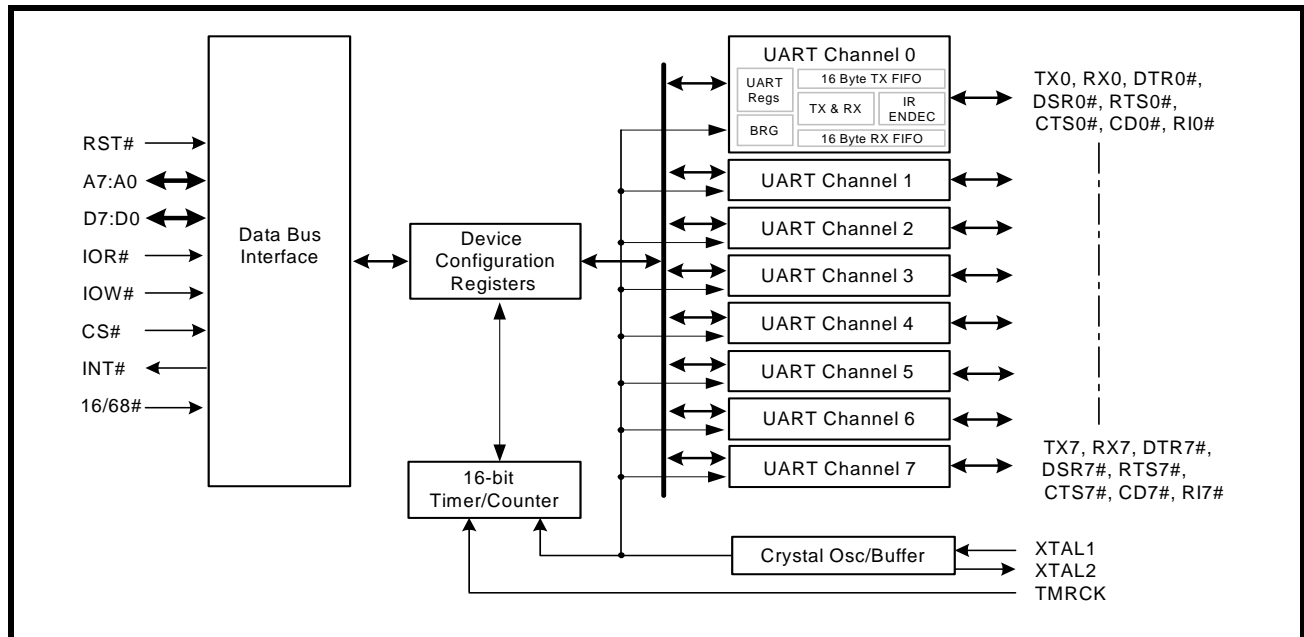 RST#
A7:A0
D7:D0
IOR#
IOW#
CS#
INT#
16/68#
Data Bus
Interface
Device
Configuration
Registers
16-bit
Timer/Counter
UART Channel 0
UART
Regs
16 Byte TX FIFO
TX & RX
IR
ENDEC
BRG
16 Byte RX FIFO
UART Channel 1
UART Channel 2
UART Channel 3
UART Channel 4
UART Channel 5
UART Channel 6
UART Channel 7
Crystal Osc/Buffer
TX0, RX0, DTR0#,
DSR0#, RTS0#,
CTS0#, CD0#, RI0#
TX7, RX7, DTR7#,
DSR7#, RTS7#,
CTS7#, CD7#, RI7#
XTAL1
XTAL2
TMRCK